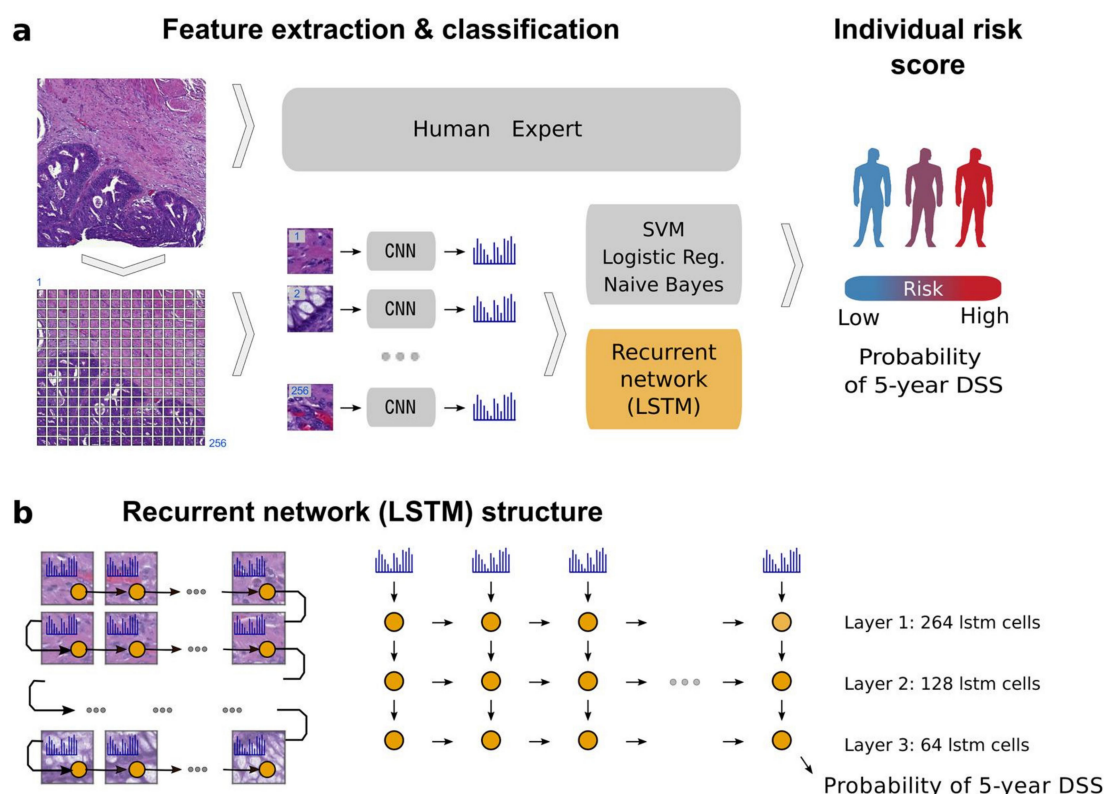 a
Feature extraction & classification
Individual risk
score
Human Expert
1
CNN
SVM
Logistic Reg.
Naive Bayes
2
CNN
Risk
Low
High
1
256
CNN
Recurrent
network
(LSTM)
Probability
of 5-year DSS
256
b
Recurrent network (LSTM) structure
Layer 1: 264 lstm cells
Layer 2: 128 lstm cells
Layer 3: 64 lstm cells
Probability of 5-year DSS